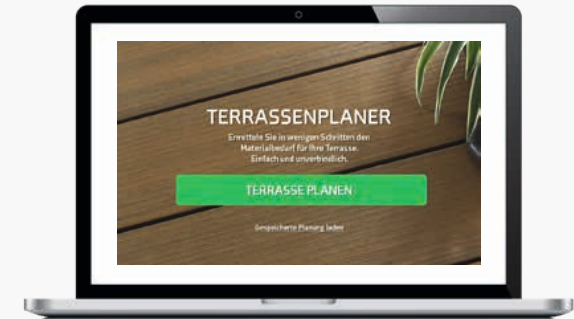 TERRASSENPLANER
Ermitteln Sie in wenigen Schritten den
Materialbedarf für Ihre Terrasse.
Einfach und unverbindlich.
TERRASSE PLANEN
Gespeicherte Planung laden